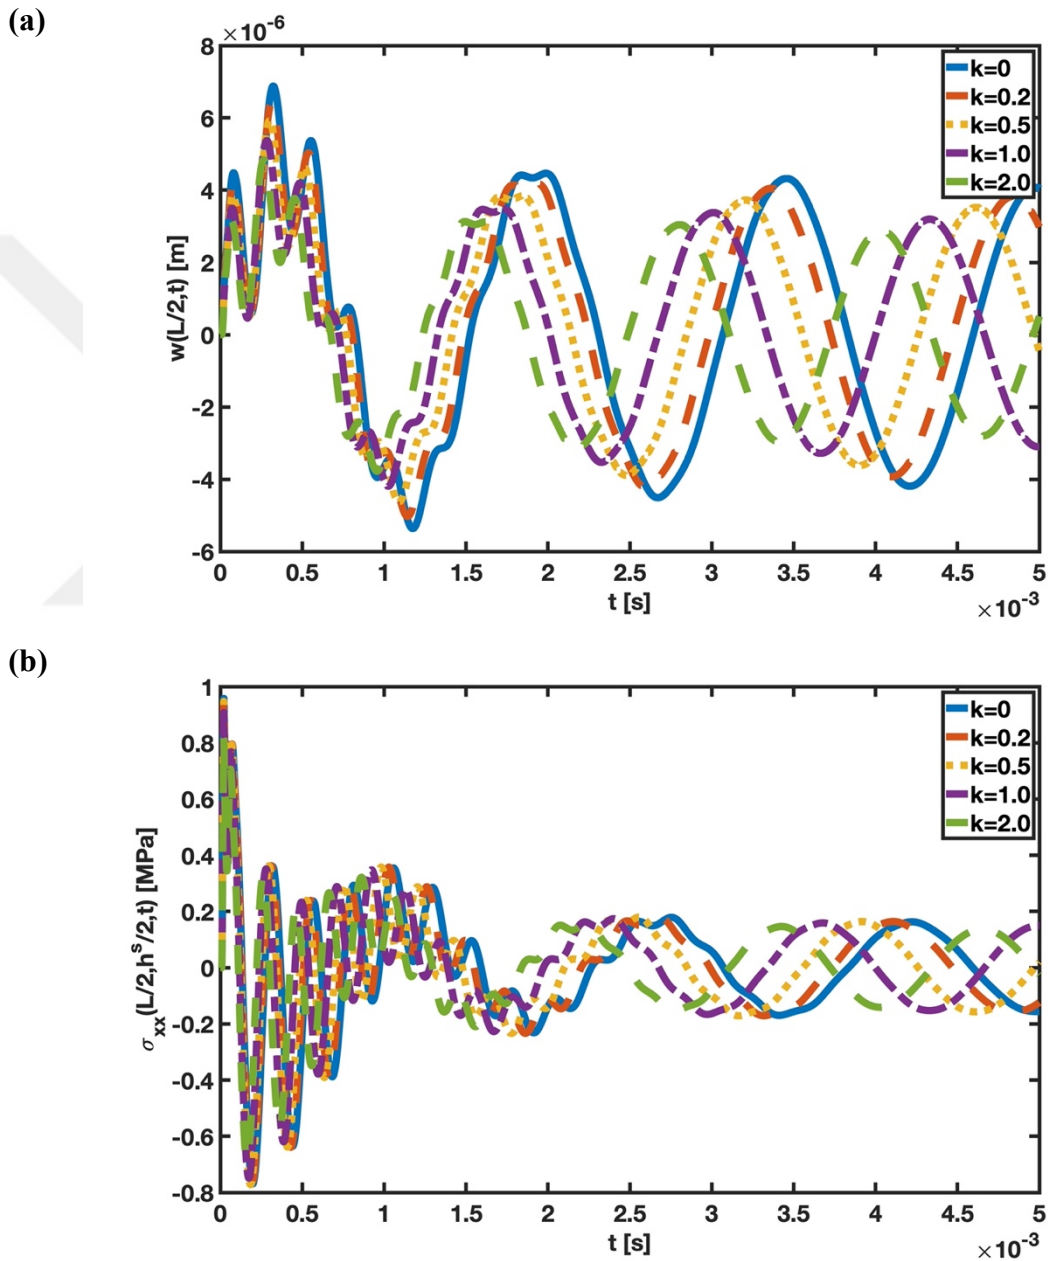 (a)
×10⁻⁶
8
6
4
2
0
-2
-4
-6
w(L/2,t) [m]
k=0
k=0.2
k=0.5
k=1.0
k=2.0
0 0.5 1 1.5 2 2.5 3 3.5 4 4.5 5
t [s]
×10⁻³
(b)
1
0.8
0.6
0.4
0.2
0
-0.2
-0.4
-0.6
-0.8
σxx(L/2,hˢ/2,t) [MPa]
k=0
k=0.2
k=0.5
k=1.0
k=2.0
0 0.5 1 1.5 2 2.5 3 3.5 4 4.5 5
t [s]
×10⁻³